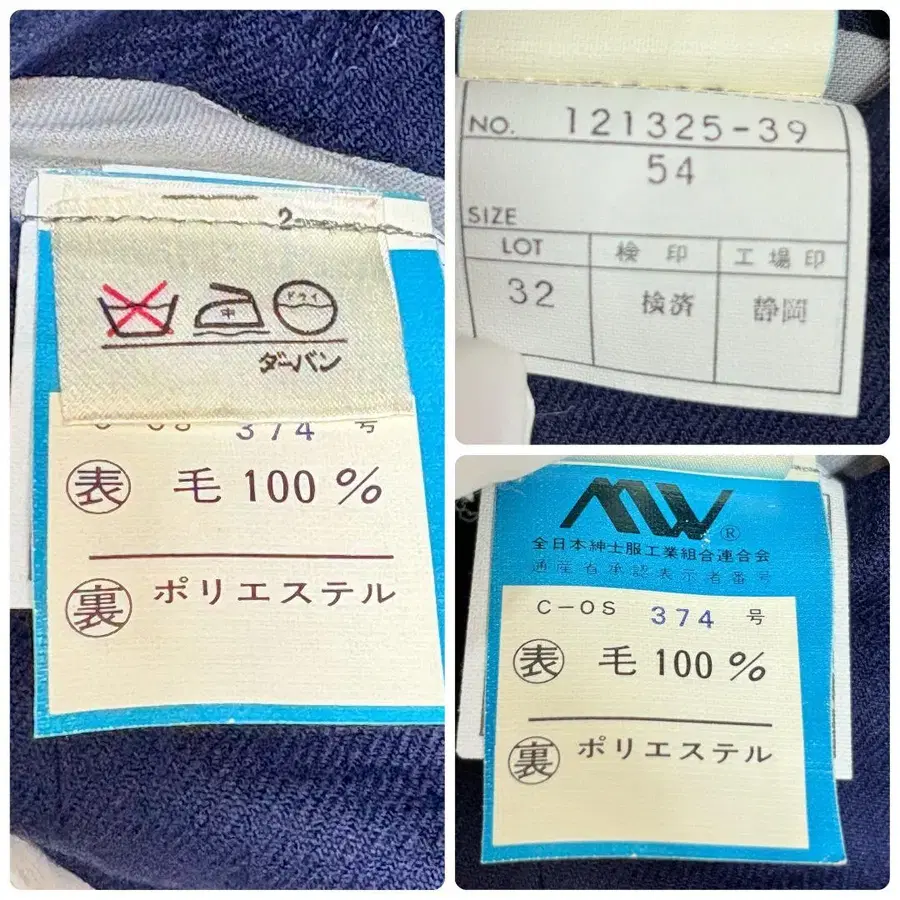 2
中
ドライ
ダーバン
C-OS 374 号
表 毛 100 %
裏 ポリエステル
NO. 121325-39
54
SIZE
LOT 検印 工場印
32 検済 静岡
MW ®
全日本紳士服工業組合連合会
通産省承認表示者番号
C-OS 374 号
表 毛 100 %
裏 ポリエステル